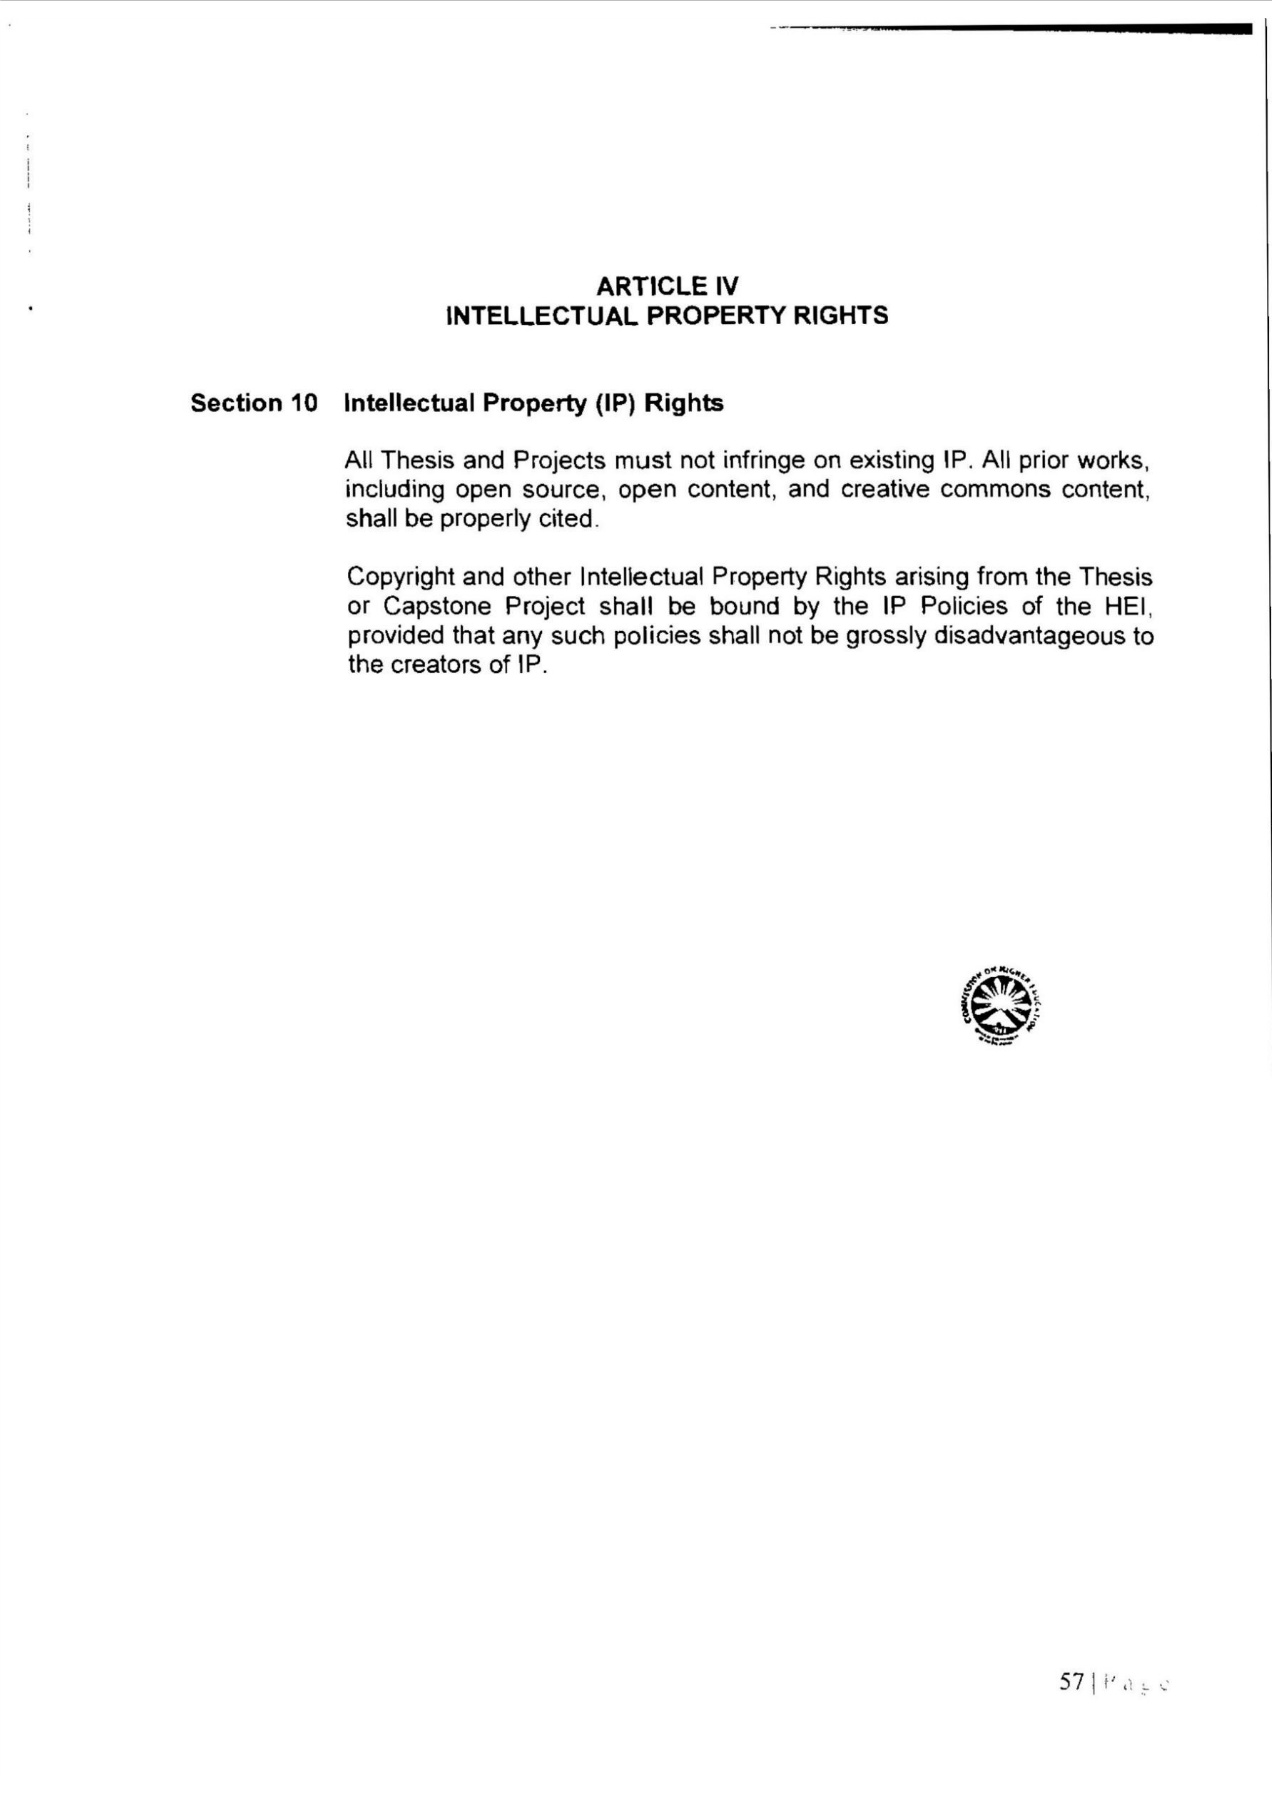 ARTICLE IV
INTELLECTUAL PROPERTY RIGHTS
Section 10 Intellectual Property (IP) Rights
All Thesis and Projects must not infringe on existing IP. All prior works,
including open source, open content, and creative commons content,
shall be properly cited.
Copyright and other Intellectual Property Rights arising from the Thesis
or Capstone Project shall be bound by the IP Policies of the HEI,
provided that any such policies shall not be grossly disadvantageous to
the creators of IP.
COMMISSION ON HIGHER EDUCATION
57 | Page